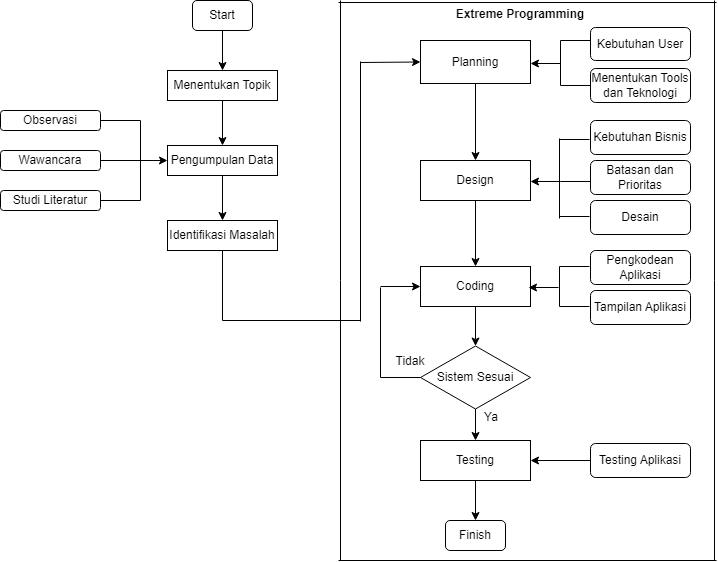 Start
Menentukan Topik
Observasi
Wawancara
Studi Literatur
Pengumpulan Data
Identifikasi Masalah
Extreme Programming
Planning
Kebutuhan User
Menentukan Tools
dan Teknologi
Design
Kebutuhan Bisnis
Batasan dan
Prioritas
Desain
Coding
Pengkodean
Aplikasi
Tampilan Aplikasi
Tidak
Sistem Sesuai
Ya
Testing
Testing Aplikasi
Finish